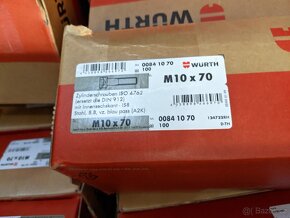 0084 10 70
100
WÜRTH
M10 x 70
Zylinderschrauben ISO 4762
(ersetzt die DIN 912)
mit Innensechskant - ISK
Stahl, 8.8, vz. blau pass (A2K)
M10 x 70
0084 10 70
100